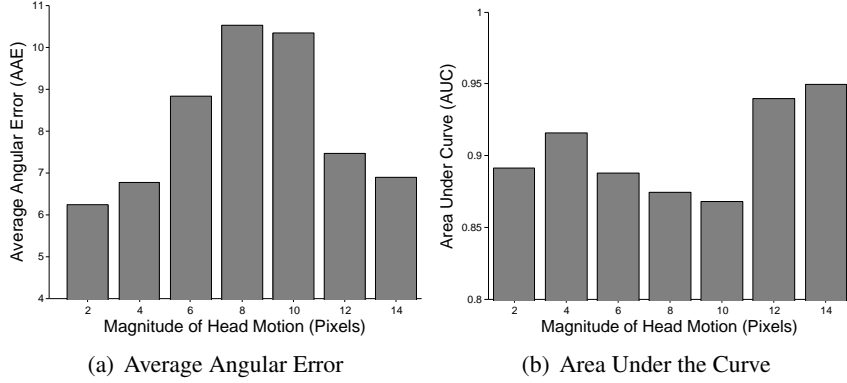 11
10
9
8
7
6
5
4
Average Angular Error (AAE)
2 4 6 8 10 12 14
Magnitude of Head Motion (Pixels)
(a) Average Angular Error
1
0.95
0.9
0.85
0.8
Area Under Curve (AUC)
2 4 6 8 10 12 14
Magnitude of Head Motion (Pixels)
(b) Area Under the Curve